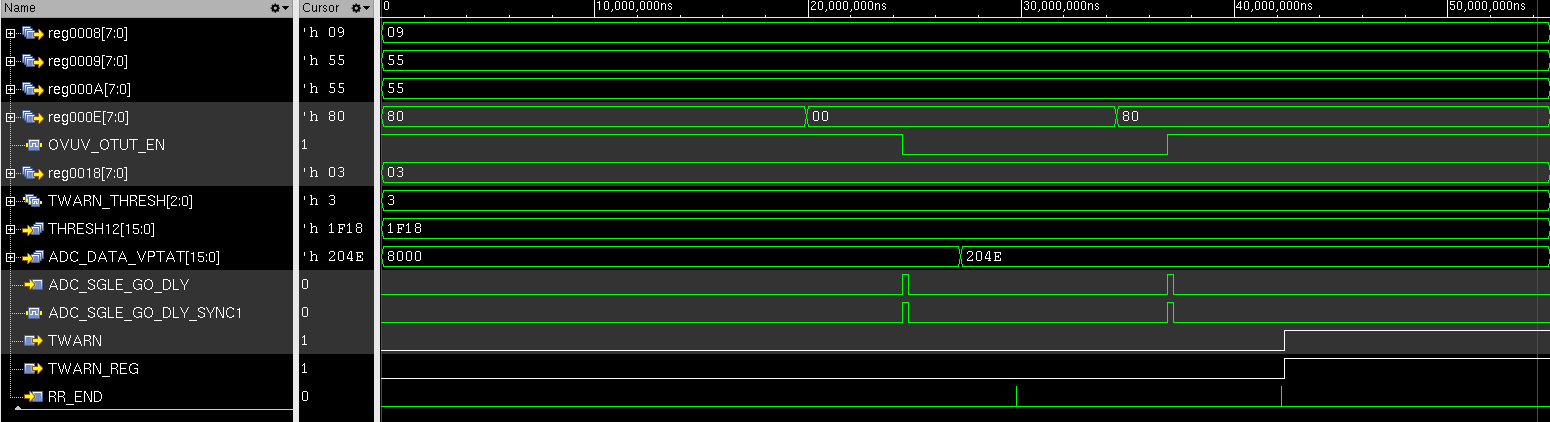 Name Cursor 0 10,000,000ns 20,000,000ns 30,000,000ns 40,000,000ns 50,000,000ns
reg0008[7:0] 'h 09 09
reg0009[7:0] 'h 55 55
reg000A[7:0] 'h 55 55
reg000E[7:0] 'h 80 80 00 80
OVUV_OTUT_EN 1
reg0018[7:0] 'h 03 03
TWARN_THRESH[2:0] 'h 3 3
THRESH12[15:0] 'h 1F18 1F18
ADC_DATA_VPTAT[15:0] 'h 204E 8000 204E
ADC_SGLE_GO_DLY 0
ADC_SGLE_GO_DLY_SYNC1 0
TWARN 1
TWARN_REG 1
RR_END 0